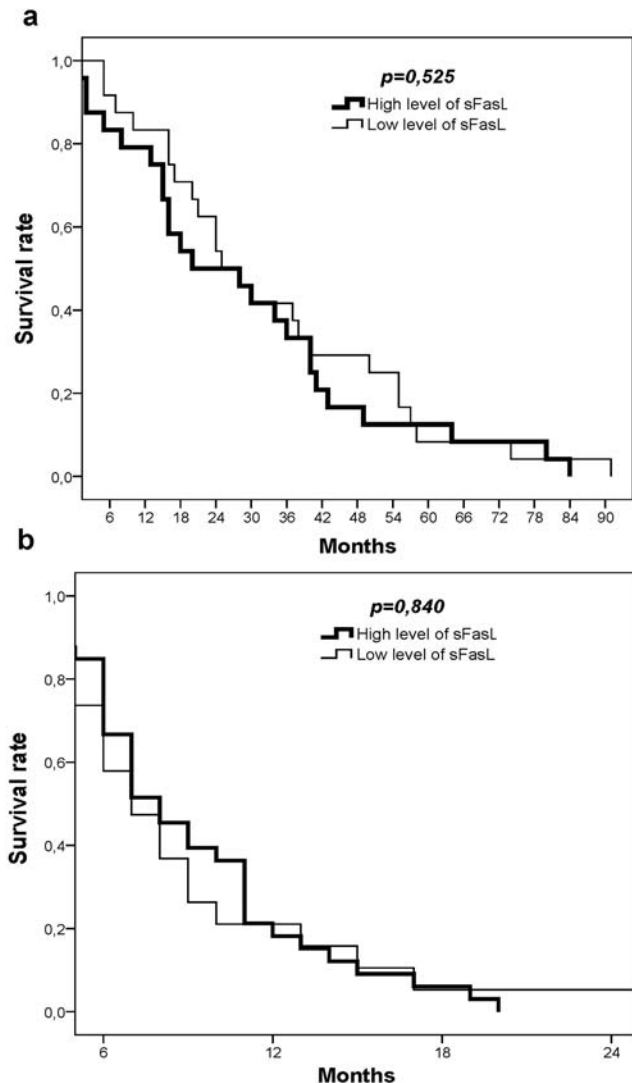 a
p=0,525
High level of sFasL
Low level of sFasL
1,0
0,8
0,6
0,4
0,2
0,0
Survival rate
6 12 18 24 30 36 42 48 54 60 66 72 78 84 90
Months
b
p=0,840
High level of sFasL
Low level of sFasL
1,0
0,8
0,6
0,4
0,2
0,0
Survival rate
6 12 18 24
Months